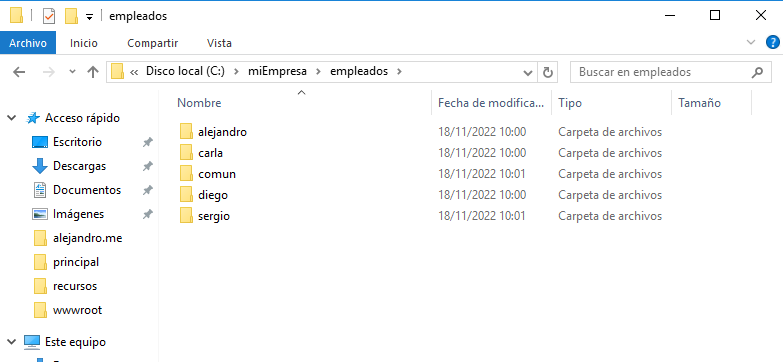 empleados
Archivo Inicio Compartir Vista
Disco local (C:) miEmpresa empleados Buscar en empleados
Nombre Fecha de modifica... Tipo Tamaño
Acceso rápido
Escritorio
Descargas
Documentos
Imágenes
alejandro.me
principal
recursos
wwwroot
Este equipo
alejandro 18/11/2022 10:00 Carpeta de archivos
carla 18/11/2022 10:00 Carpeta de archivos
comun 18/11/2022 10:01 Carpeta de archivos
diego 18/11/2022 10:00 Carpeta de archivos
sergio 18/11/2022 10:01 Carpeta de archivos